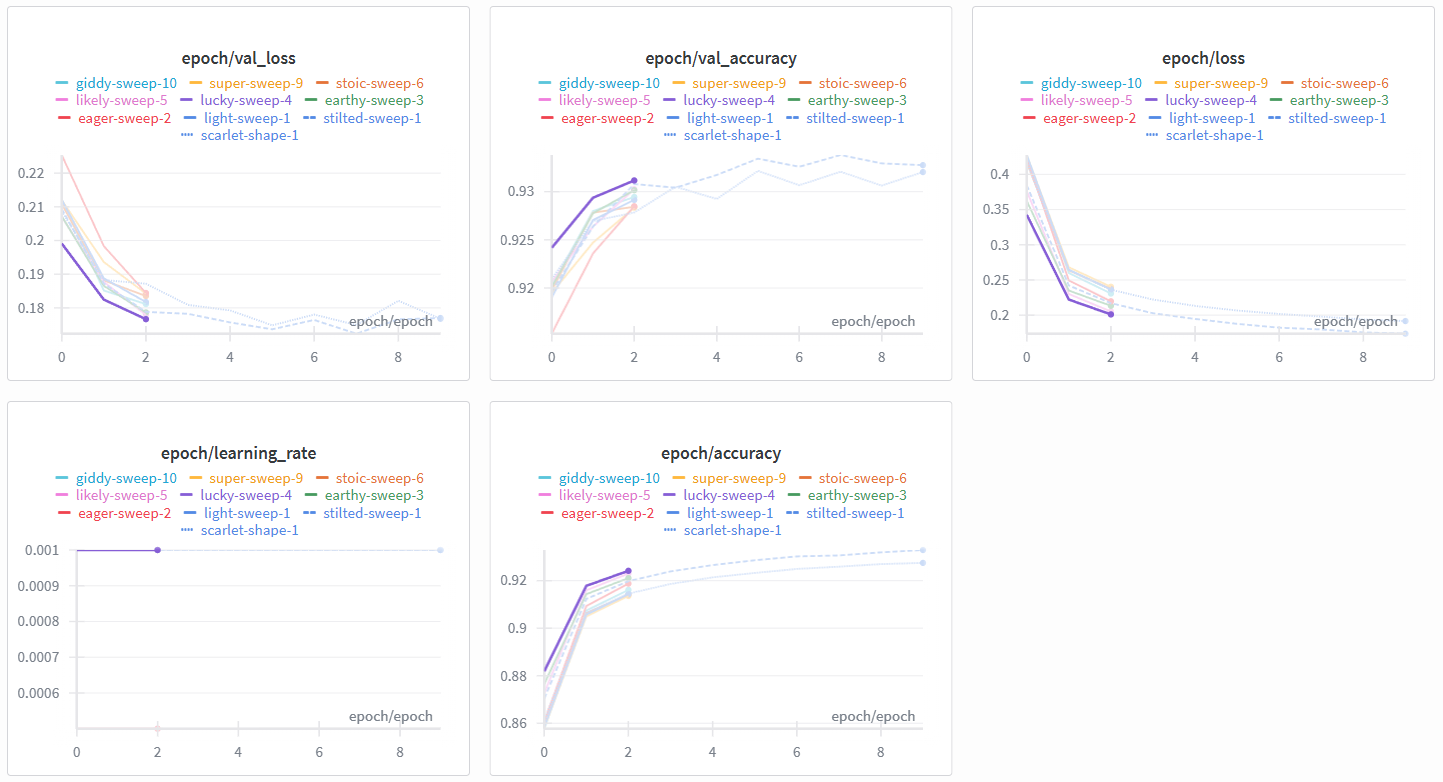 epoch/val_loss
giddy-sweep-10 super-sweep-9 stoic-sweep-6
likely-sweep-5 lucky-sweep-4 earthy-sweep-3
eager-sweep-2 light-sweep-1 stilted-sweep-1
scarlet-shape-1
0.22
0.21
0.2
0.19
0.18
epoch/epoch
0 2 4 6 8
epoch/val_accuracy
giddy-sweep-10 super-sweep-9 stoic-sweep-6
likely-sweep-5 lucky-sweep-4 earthy-sweep-3
eager-sweep-2 light-sweep-1 stilted-sweep-1
scarlet-shape-1
0.93
0.925
0.92
epoch/epoch
0 2 4 6 8
epoch/loss
giddy-sweep-10 super-sweep-9 stoic-sweep-6
likely-sweep-5 lucky-sweep-4 earthy-sweep-3
eager-sweep-2 light-sweep-1 stilted-sweep-1
scarlet-shape-1
0.4
0.35
0.3
0.25
0.2
epoch/epoch
0 2 4 6 8
epoch/learning_rate
giddy-sweep-10 super-sweep-9 stoic-sweep-6
likely-sweep-5 lucky-sweep-4 earthy-sweep-3
eager-sweep-2 light-sweep-1 stilted-sweep-1
scarlet-shape-1
0.001
0.0009
0.0008
0.0007
0.0006
epoch/epoch
0 2 4 6 8
epoch/accuracy
giddy-sweep-10 super-sweep-9 stoic-sweep-6
likely-sweep-5 lucky-sweep-4 earthy-sweep-3
eager-sweep-2 light-sweep-1 stilted-sweep-1
scarlet-shape-1
0.92
0.9
0.88
0.86
epoch/epoch
0 2 4 6 8